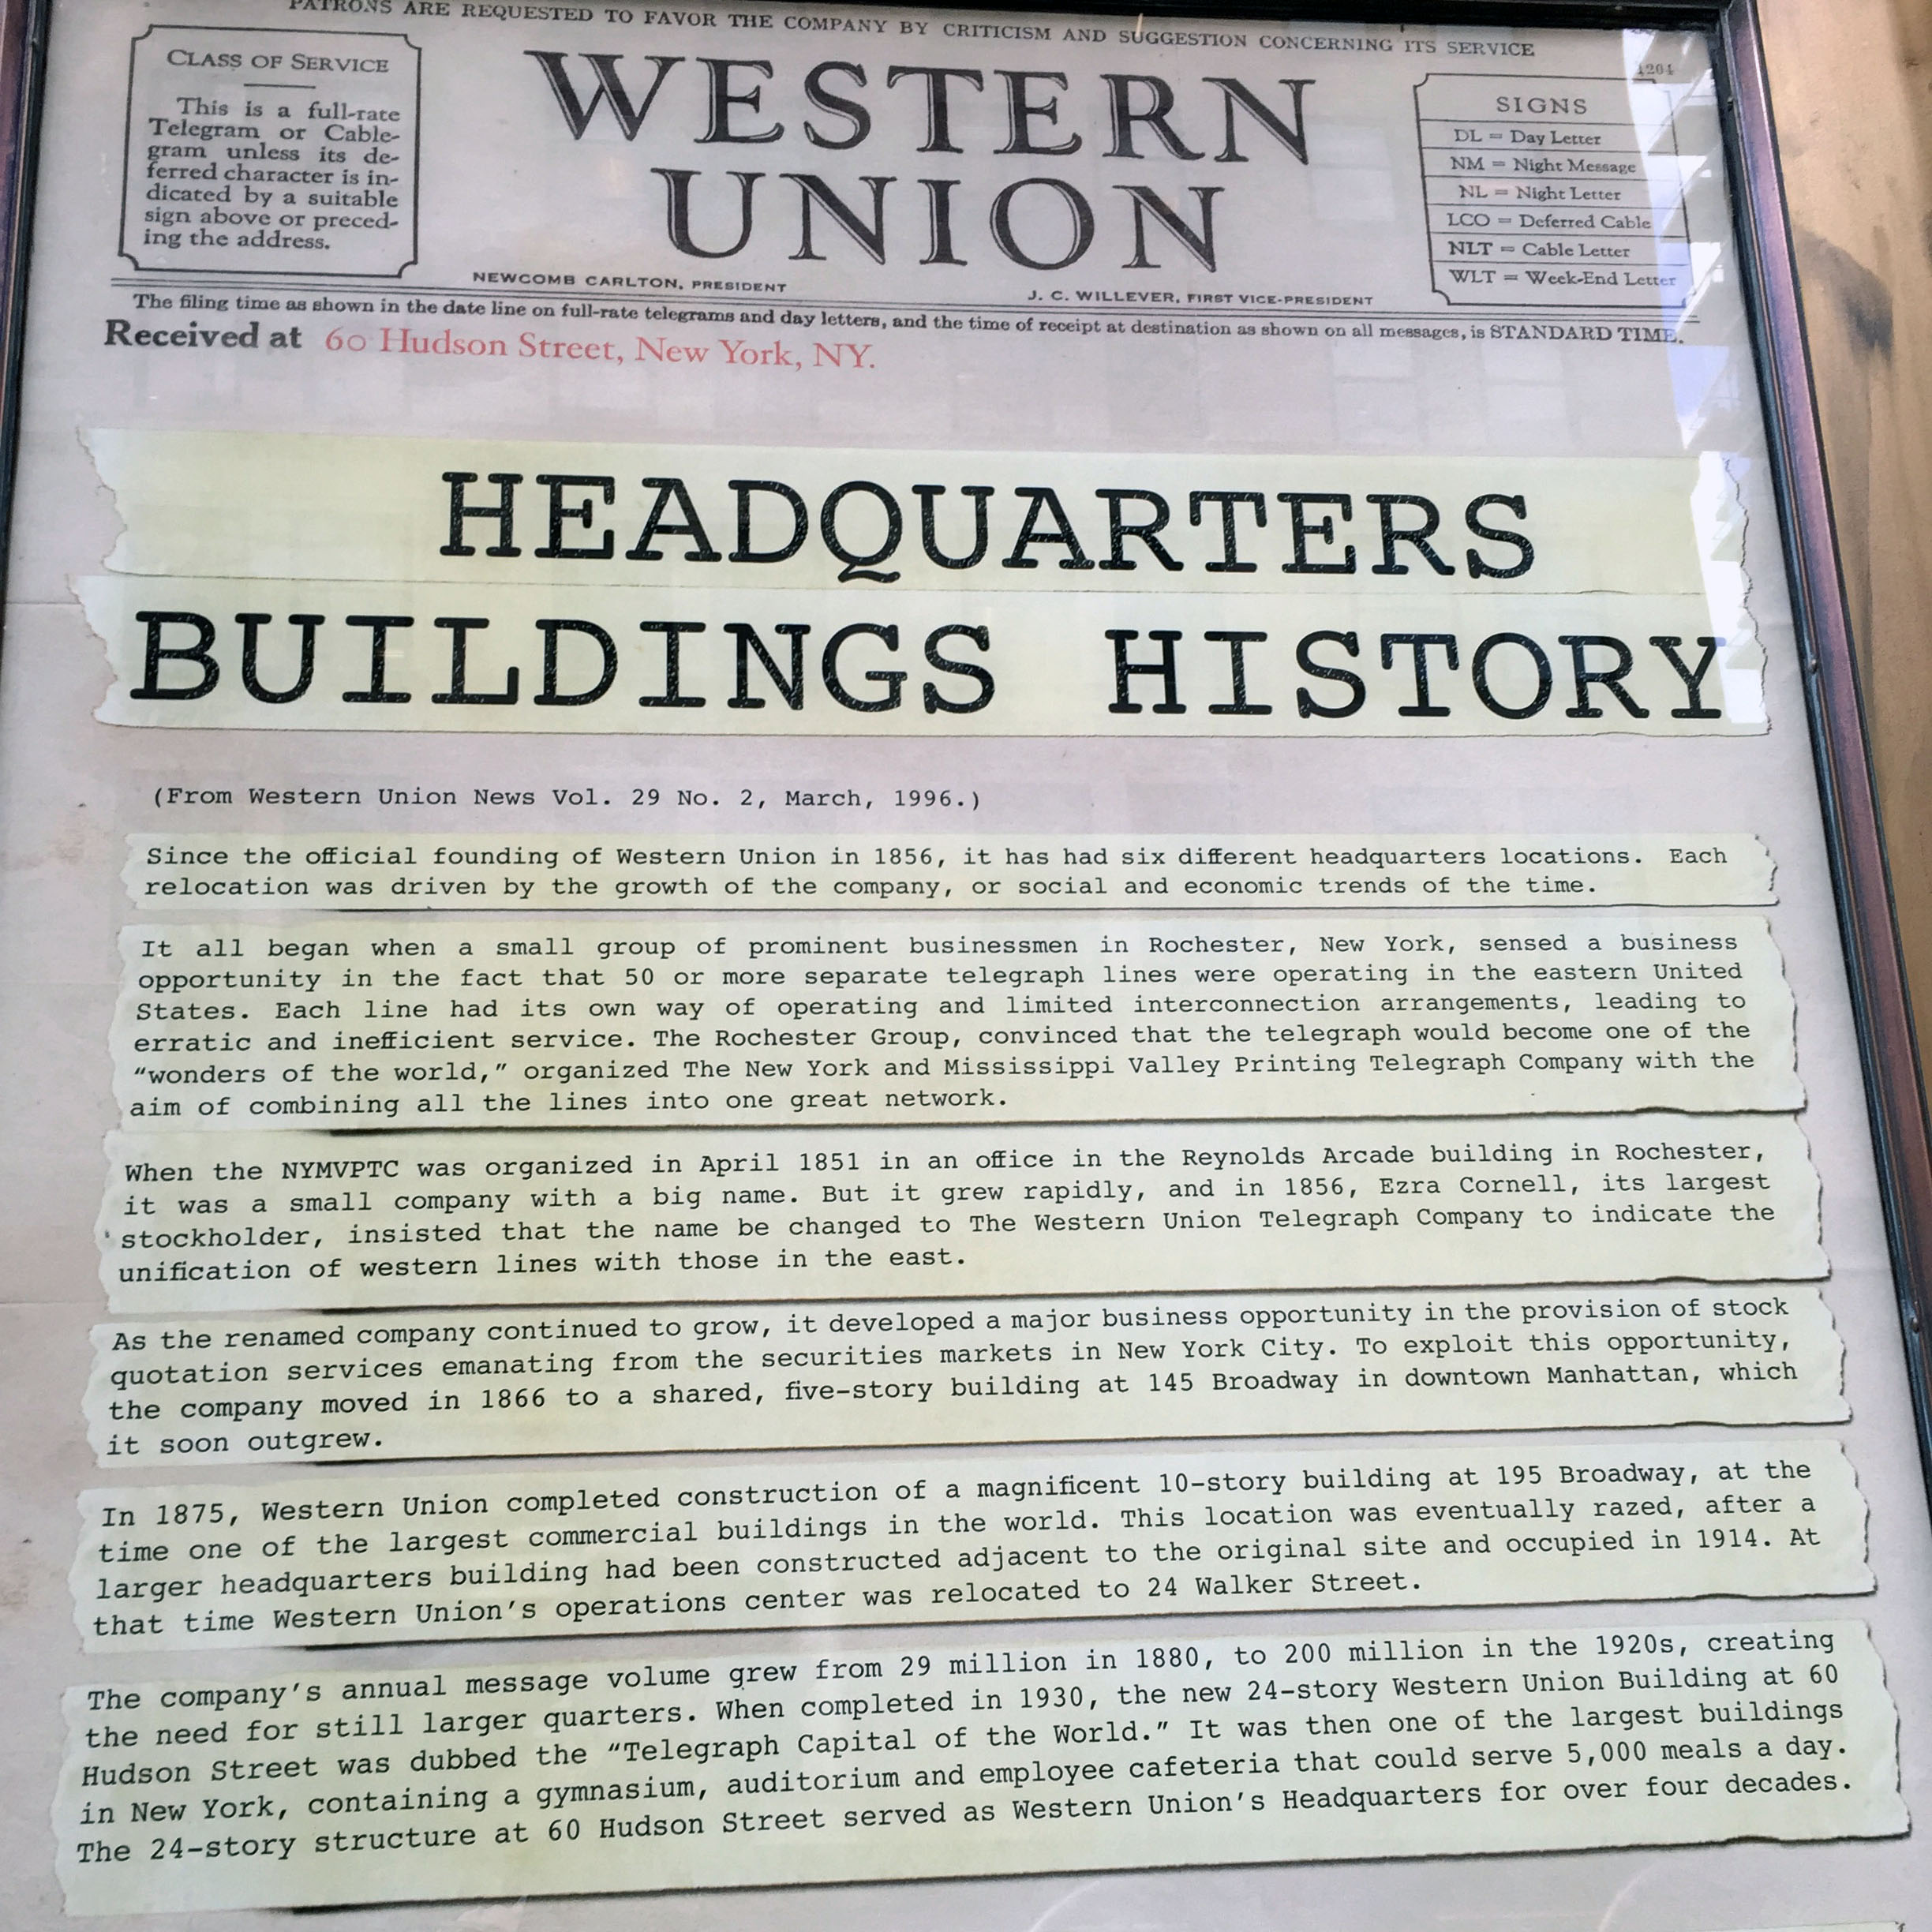 PATRONS ARE REQUESTED TO FAVOR THE COMPANY BY CRITICISM AND SUGGESTION CONCERNING ITS SERVICE
CLASS OF SERVICE
This is a full-rate
Telegram or Cable-
gram unless its de-
ferred character is in-
dicated by a suitable
sign above or preced-
ing the address.
WESTERN
UNION
NEWCOMB CARLTON, PRESIDENT
J. C. WILLEVER, FIRST VICE-PRESIDENT
1204
SIGNS
DL = Day Letter
NM = Night Message
NL = Night Letter
LCO = Deferred Cable
NLT = Cable Letter
WLT = Week-End Letter
The filing time as shown in the date line on full-rate telegrams and day letters, and the time of receipt at destination as shown on all messages, is STANDARD TIME.
Received at 60 Hudson Street, New York, NY.
HEADQUARTERS
BUILDINGS HISTORY
(From Western Union News Vol. 29 No. 2, March, 1996.)
Since the official founding of Western Union in 1856, it has had six different headquarters locations. Each
relocation was driven by the growth of the company, or social and economic trends of the time.
It all began when a small group of prominent businessmen in Rochester, New York, sensed a business
opportunity in the fact that 50 or more separate telegraph lines were operating in the eastern United
States. Each line had its own way of operating and limited interconnection arrangements, leading to
erratic and inefficient service. The Rochester Group, convinced that the telegraph would become one of the
“wonders of the world,” organized The New York and Mississippi Valley Printing Telegraph Company with the
aim of combining all the lines into one great network.
When the NYMVPTC was organized in April 1851 in an office in the Reynolds Arcade building in Rochester,
it was a small company with a big name. But it grew rapidly, and in 1856, Ezra Cornell, its largest
stockholder, insisted that the name be changed to The Western Union Telegraph Company to indicate the
unification of western lines with those in the east.
As the renamed company continued to grow, it developed a major business opportunity in the provision of stock
quotation services emanating from the securities markets in New York City. To exploit this opportunity,
the company moved in 1866 to a shared, five-story building at 145 Broadway in downtown Manhattan, which
it soon outgrew.
In 1875, Western Union completed construction of a magnificent 10-story building at 195 Broadway, at the
time one of the largest commercial buildings in the world. This location was eventually razed, after a
larger headquarters building had been constructed adjacent to the original site and occupied in 1914. At
that time Western Union’s operations center was relocated to 24 Walker Street.
The company’s annual message volume grew from 29 million in 1880, to 200 million in the 1920s, creating
the need for still larger quarters. When completed in 1930, the new 24-story Western Union Building at 60
Hudson Street was dubbed the “Telegraph Capital of the World.” It was then one of the largest buildings
in New York, containing a gymnasium, auditorium and employee cafeteria that could serve 5,000 meals a day.
The 24-story structure at 60 Hudson Street served as Western Union’s Headquarters for over four decades.